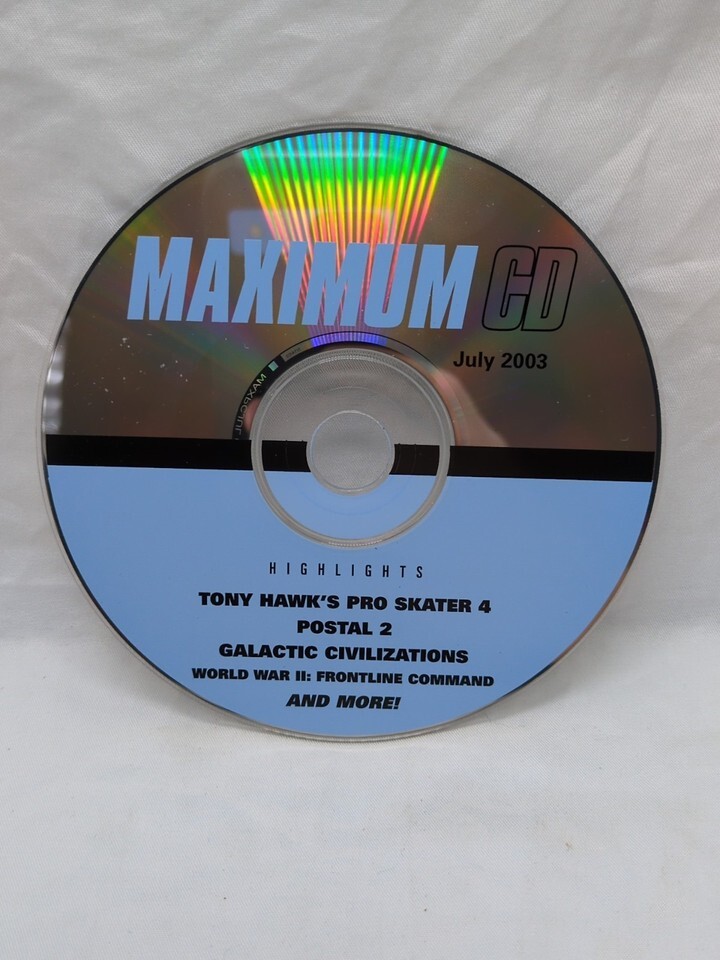 MAXIMUM CD
July 2003
HIGHLIGHTS
TONY HAWK'S PRO SKATER 4
POSTAL 2
GALACTIC CIVILIZATIONS
WORLD WAR II: FRONTLINE COMMAND
AND MORE!